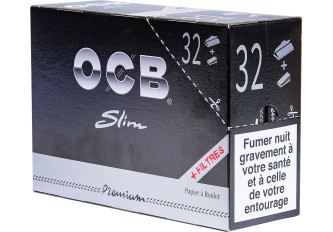 32
+
OCB®
Slim
+ FILTRES
Premium
Papier à Rouler
32
+
Fumer nuit
gravement à
votre santé
et à celle
de votre
entourage